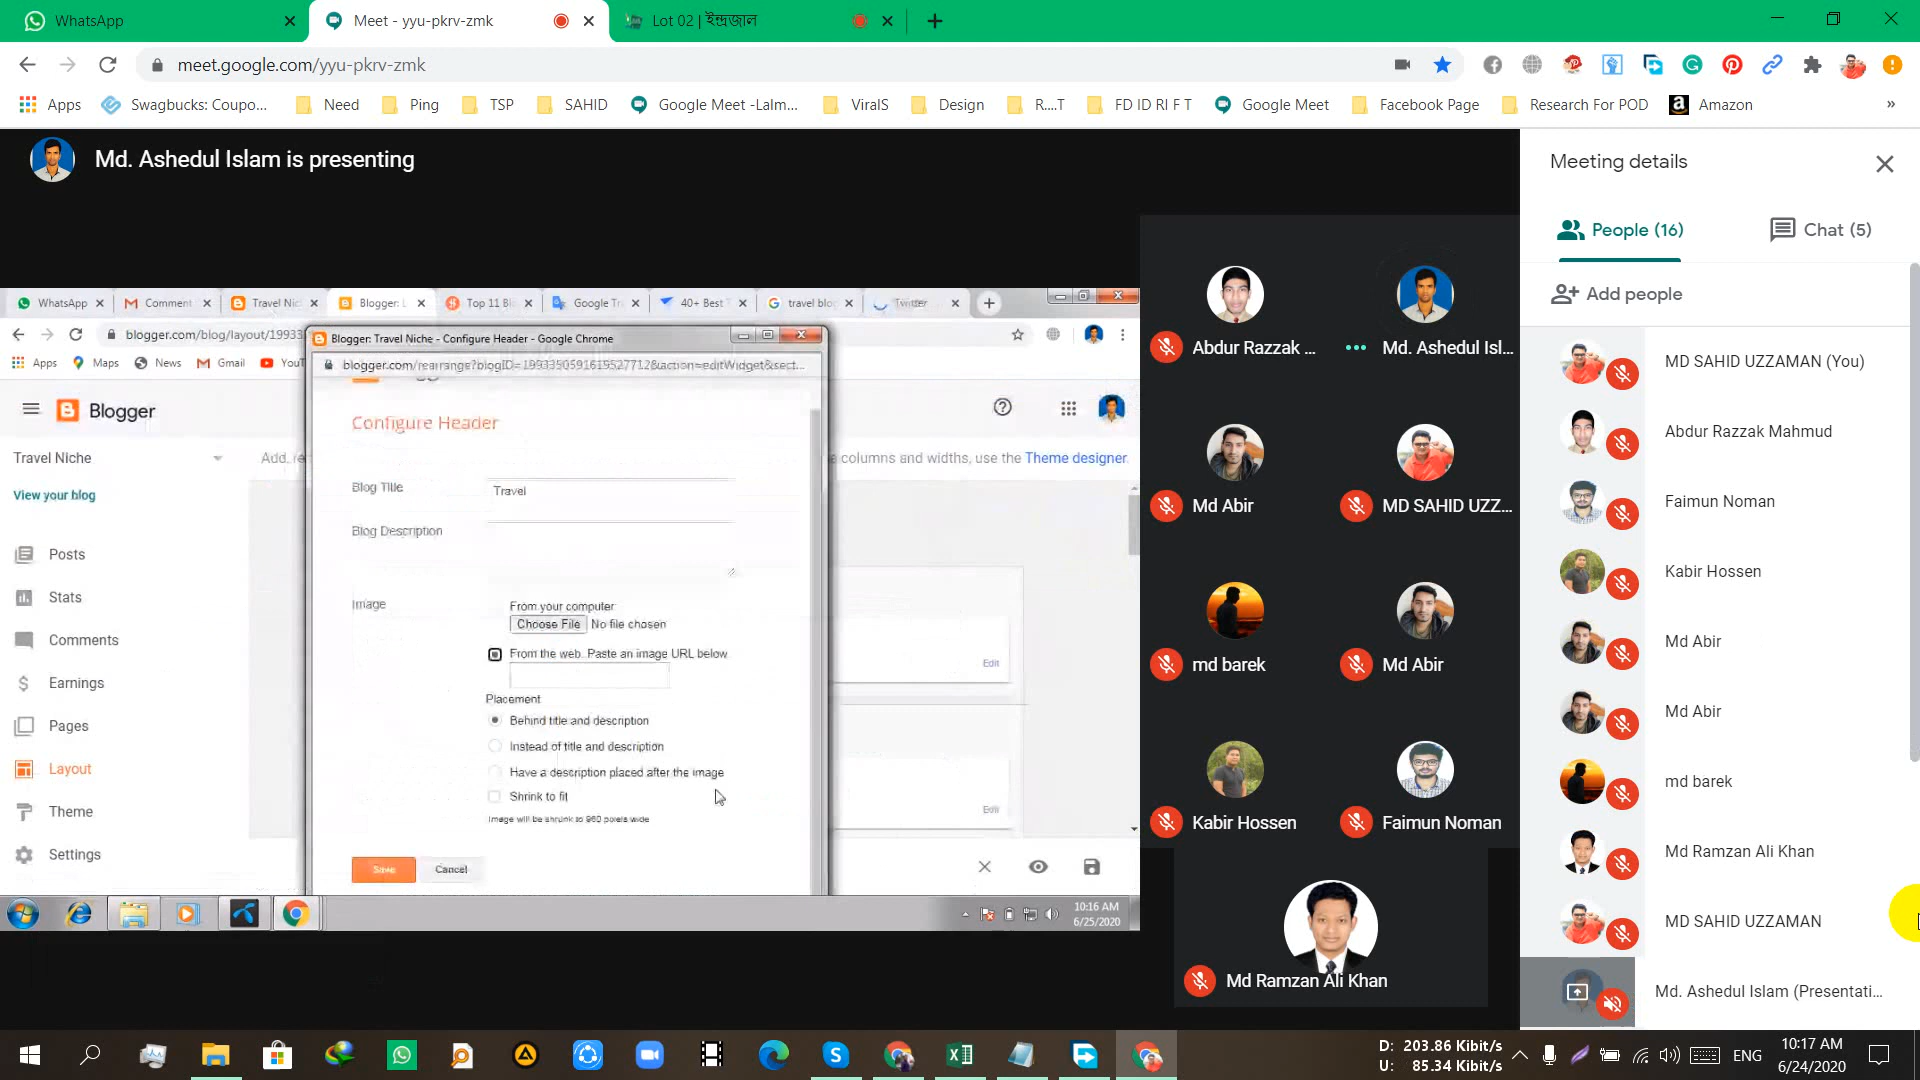 WhatsApp
Meet - yyu-pkrv-zmk
Lot 02 | ইন্দ্রজাল
meet.google.com/yyu-pkrv-zmk
Apps
Swagbucks: Coupo...
Need
Ping
TSP
SAHID
Google Meet -Lalm...
ViralS
Design
R....T
FD ID RI F T
Google Meet
Facebook Page
Research For POD
Amazon
»
Md. Ashedul Islam is presenting
WhatsApp
Comment
Travel Nic
Blogger: L
Top 11 Bl
Google Tr
40+ Best T
travel blo
Twitter
blogger.com/blog/layout/19933
Apps
Maps
News
Gmail
YouT
Blogger
Travel Niche
View your blog
Posts
Stats
Comments
Earnings
Pages
Layout
Theme
Settings
Add, re
e columns and widths, use the Theme designer.
Edit
Edit
Blogger: Travel Niche - Configure Header - Google Chrome
Configure Header
Blog Title
Travel
Blog Description
Image
From your computer
Choose File No file chosen
From the web. Paste an image URL below
Placement
Behind title and description
Instead of title and description
Have a description placed after the image
Shrink to fit
Image will be shrunk to 960 pixels wide
Save
Cancel
10:16 AM
6/25/2020
Abdur Razzak ...
Md. Ashedul Isl...
Md Abir
MD SAHID UZZ...
md barek
Md Abir
Kabir Hossen
Faimun Noman
Md Ramzan Ali Khan
Meeting details
People (16)
Chat (5)
Add people
MD SAHID UZZAMAN (You)
Abdur Razzak Mahmud
Faimun Noman
Kabir Hossen
Md Abir
Md Abir
md barek
Md Ramzan Ali Khan
MD SAHID UZZAMAN
Md. Ashedul Islam (Presentati...
D: 203.86 Kibit/s
U: 85.34 Kibit/s
ENG
10:17 AM
6/24/2020